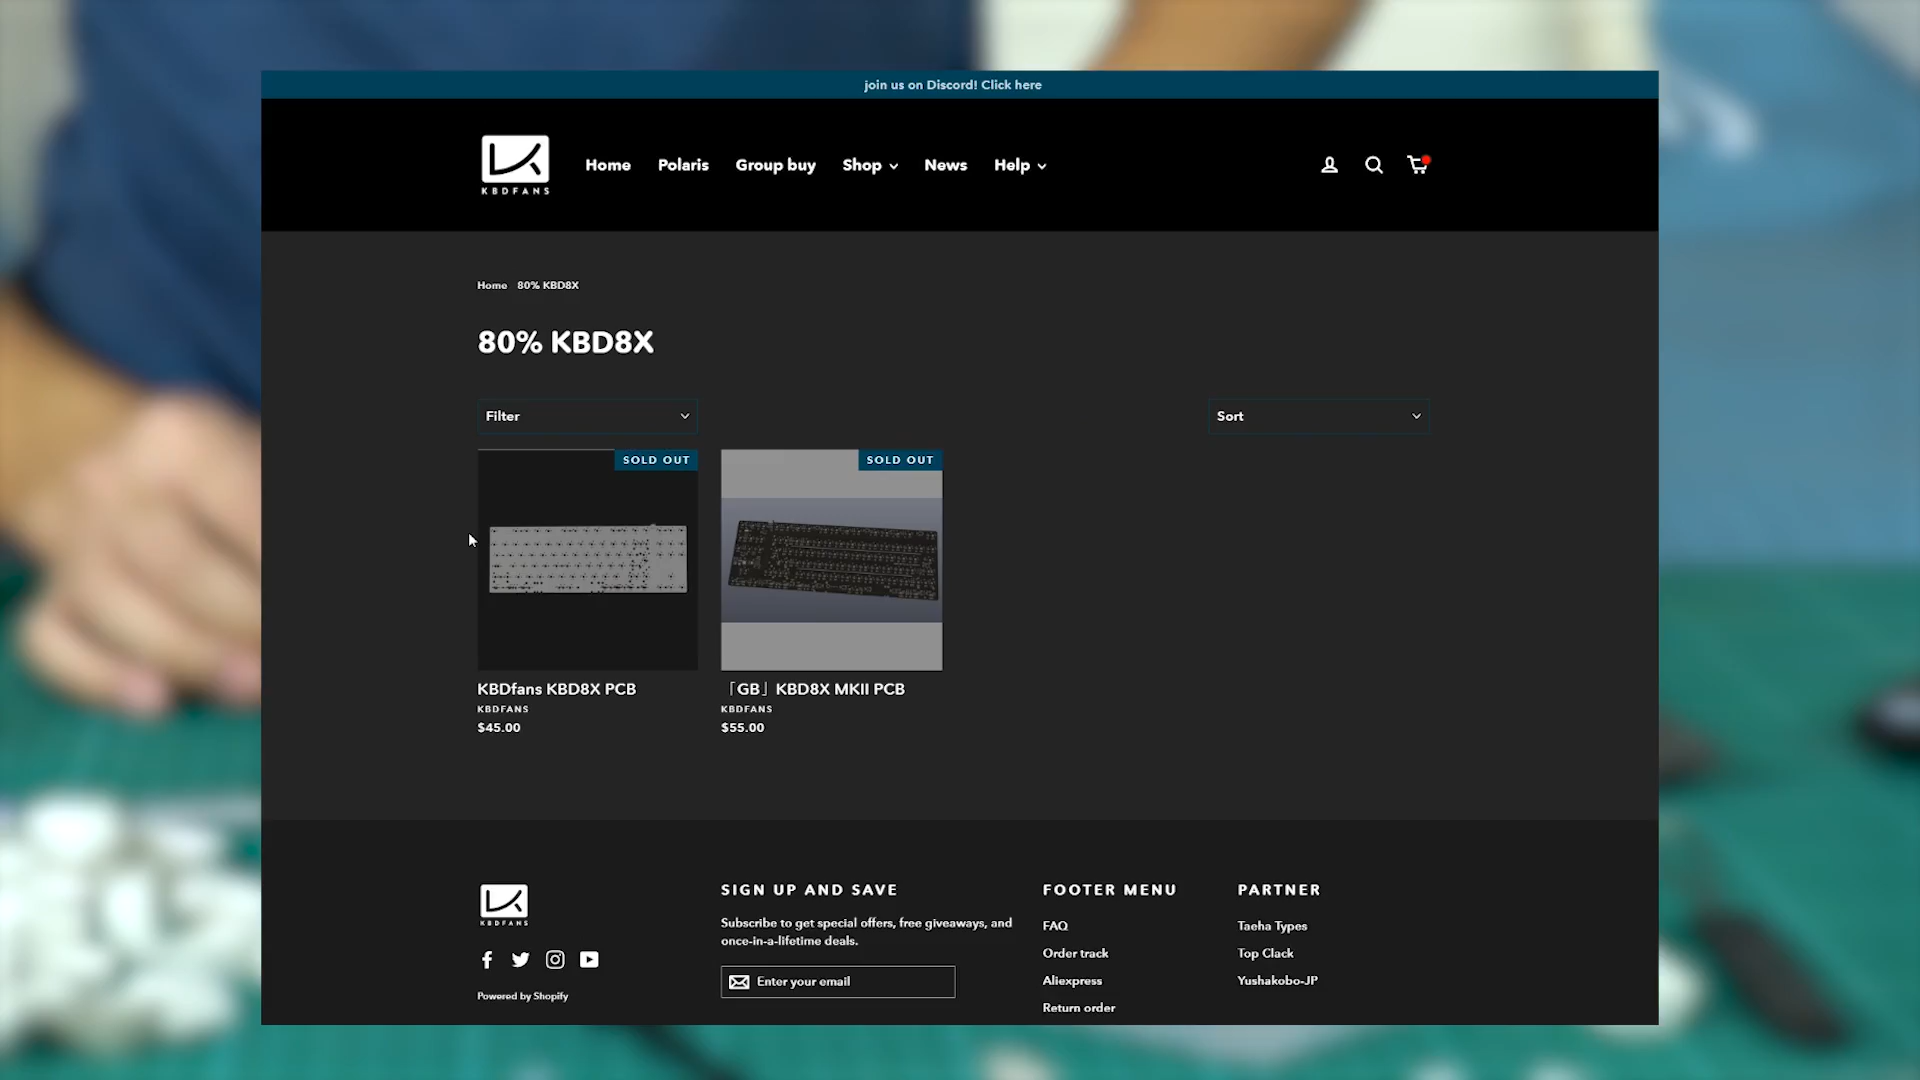 join us on Discord! Click here
KBDFANS
Home Polaris Group buy Shop News Help
Home 80% KBD8X
80% KBD8X
Filter
Sort
SOLD OUT
SOLD OUT
KBDfans KBD8X PCB
KBDFANS
$45.00
「GB」KBD8X MKII PCB
KBDFANS
$55.00
KBDFANS
Powered by Shopify
SIGN UP AND SAVE
Subscribe to get special offers, free giveaways, and
once-in-a-lifetime deals.
Enter your email
FOOTER MENU
FAQ
Order track
Aliexpress
Return order
PARTNER
Taeha Types
Top Clack
Yushakobo-JP